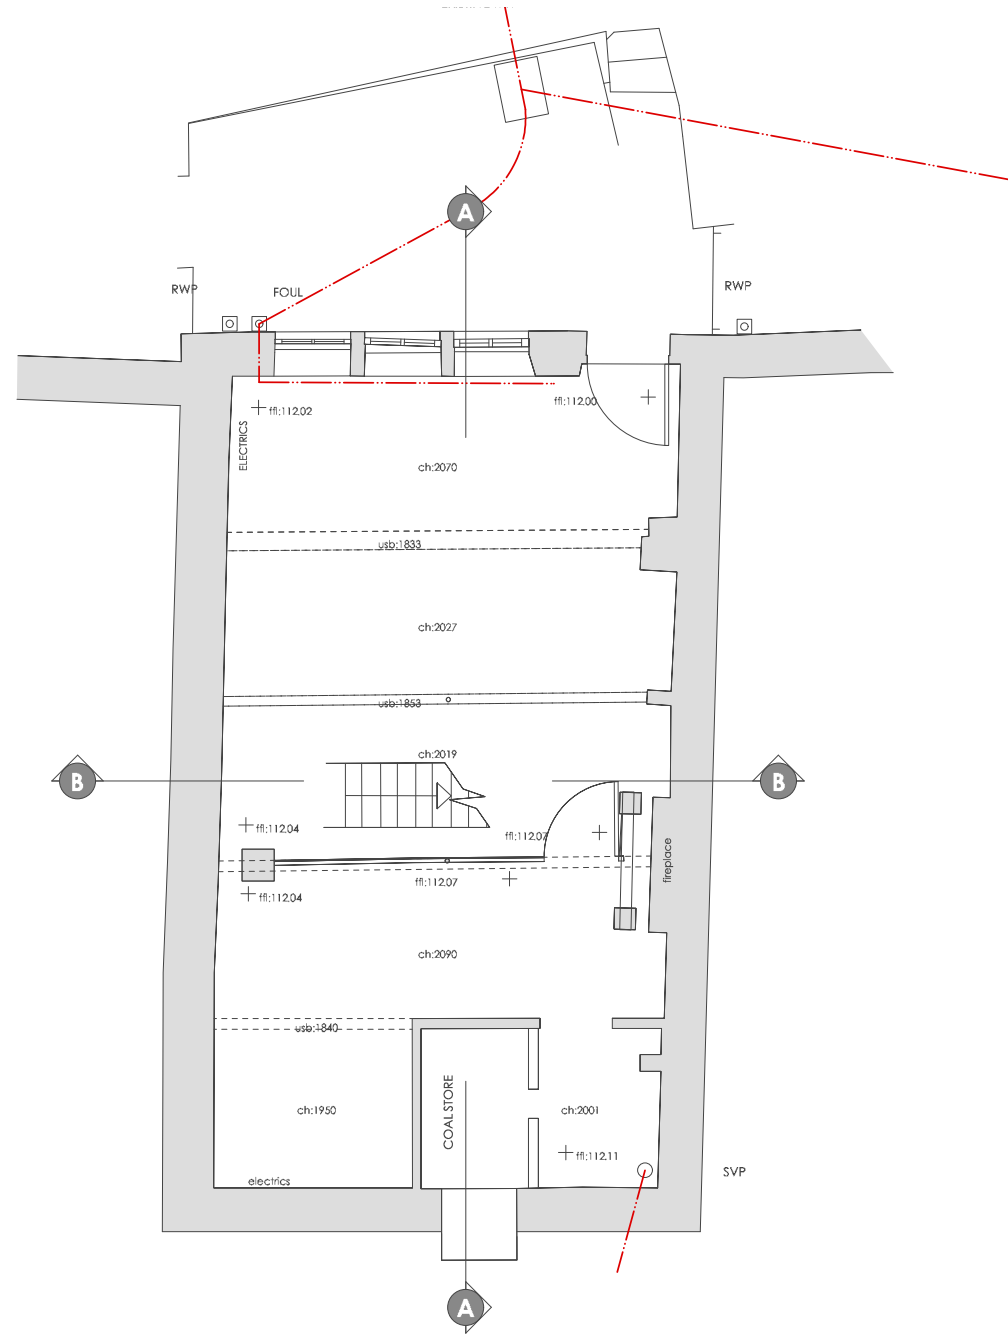 A
RWP
FOUL
RWP
ffl:112.02
ffl:112.00
ELECTRICS
ch:2070
usb:1833
ch:2027
usb:1853
ch:2019
B
B
ffl:112.04
ffl:112.07
fireplace
ffl:112.07
ffl:112.04
ch:2090
usb:1840
COAL STORE
ch:1950
ch:2001
ffl:112.11
SVP
electrics
A